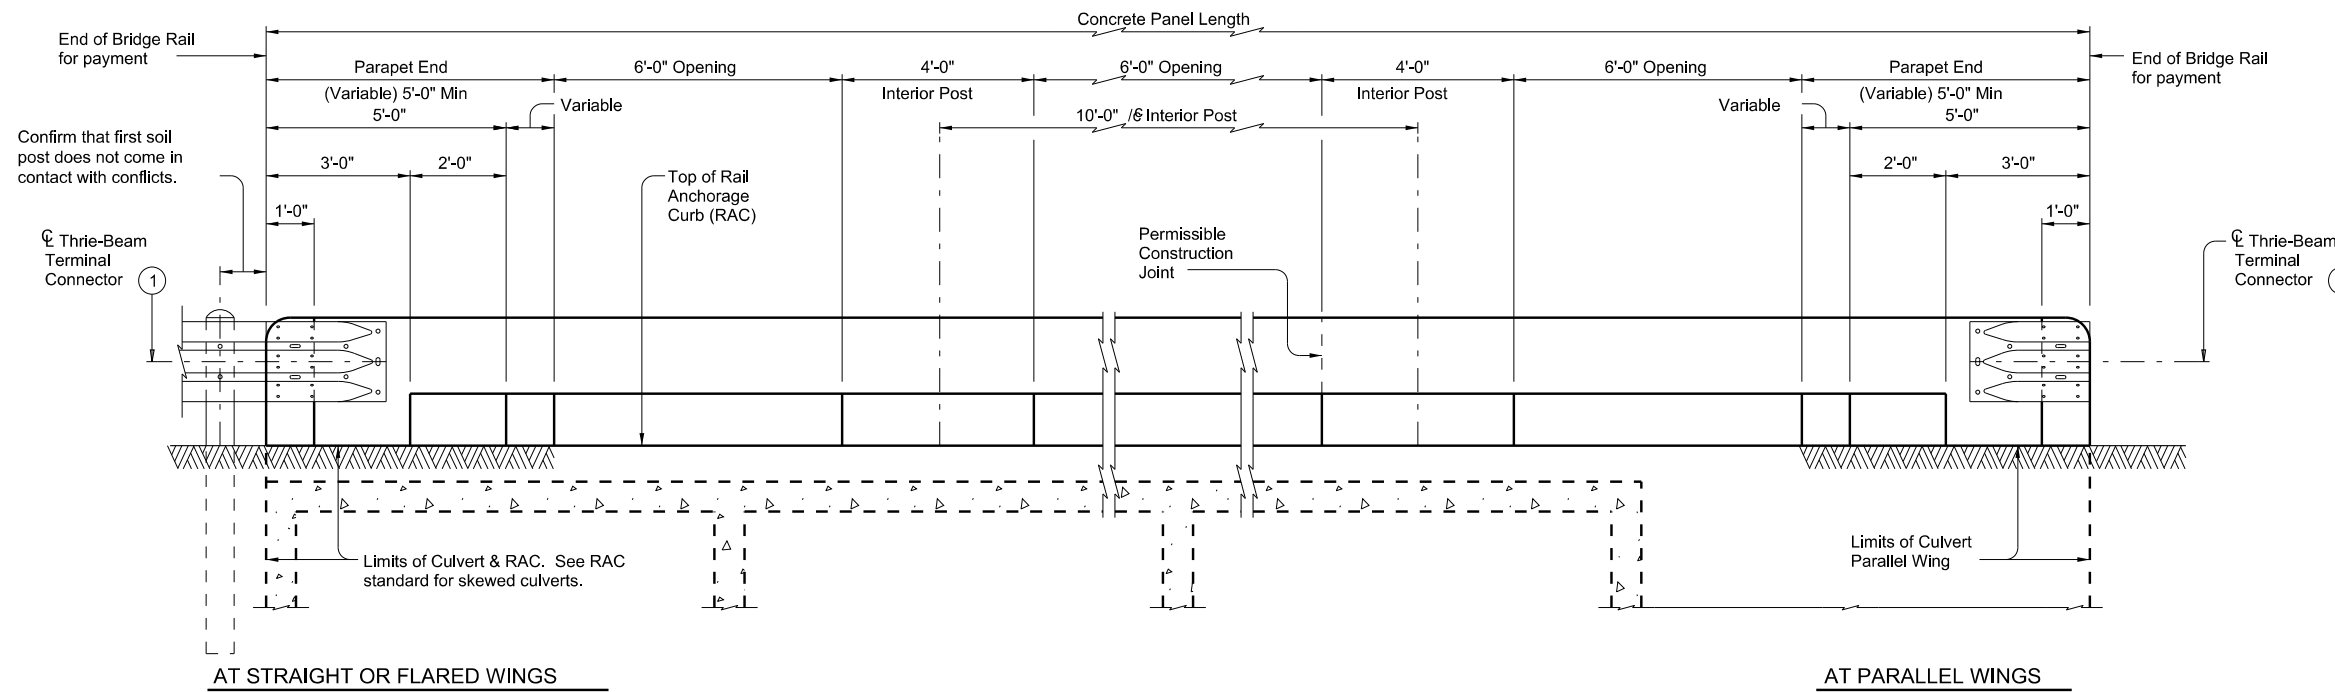 Concrete Panel Length
End of Bridge Rail
for payment
End of Bridge Rail
for payment
Parapet End
(Variable) 5'-0" Min
6'-0" Opening
4'-0"
Interior Post
6'-0" Opening
4'-0"
Interior Post
6'-0" Opening
Parapet End
(Variable) 5'-0" Min
5'-0"
Variable
10'-0" /℄ Interior Post
Variable
5'-0"
Confirm that first soil
post does not come in
contact with conflicts.
3'-0"
2'-0"
Top of Rail
Anchorage
Curb (RAC)
2'-0"
3'-0"
1'-0"
1'-0"
℄ Thrie-Beam
Terminal
Connector
1
Permissible
Construction
Joint
℄ Thrie-Beam
Terminal
Connector
Limits of Culvert & RAC. See RAC
standard for skewed culverts.
Limits of Culvert
Parallel Wing
AT STRAIGHT OR FLARED WINGS
AT PARALLEL WINGS